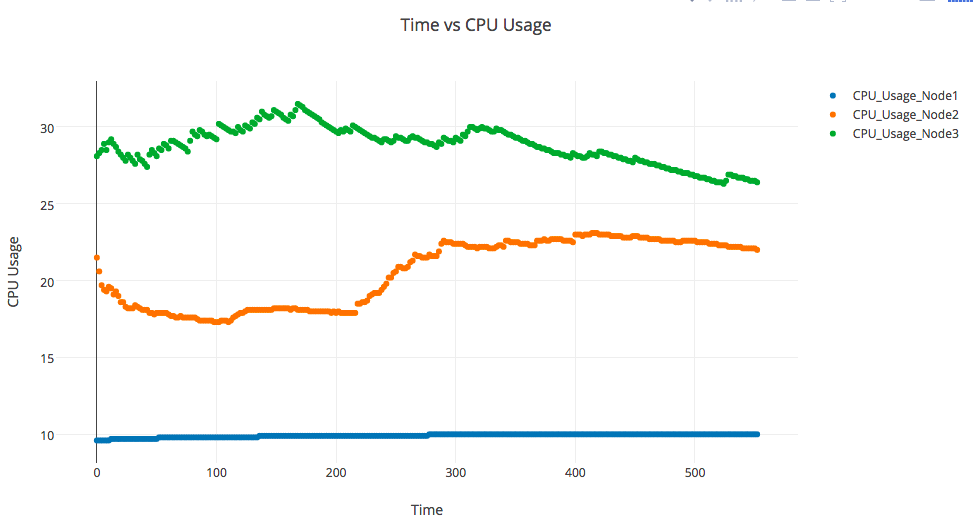 Time vs CPU Usage
CPU_Usage_Node1
CPU_Usage_Node2
CPU_Usage_Node3
30
25
20
15
10
CPU Usage
0 100 200 300 400 500
Time